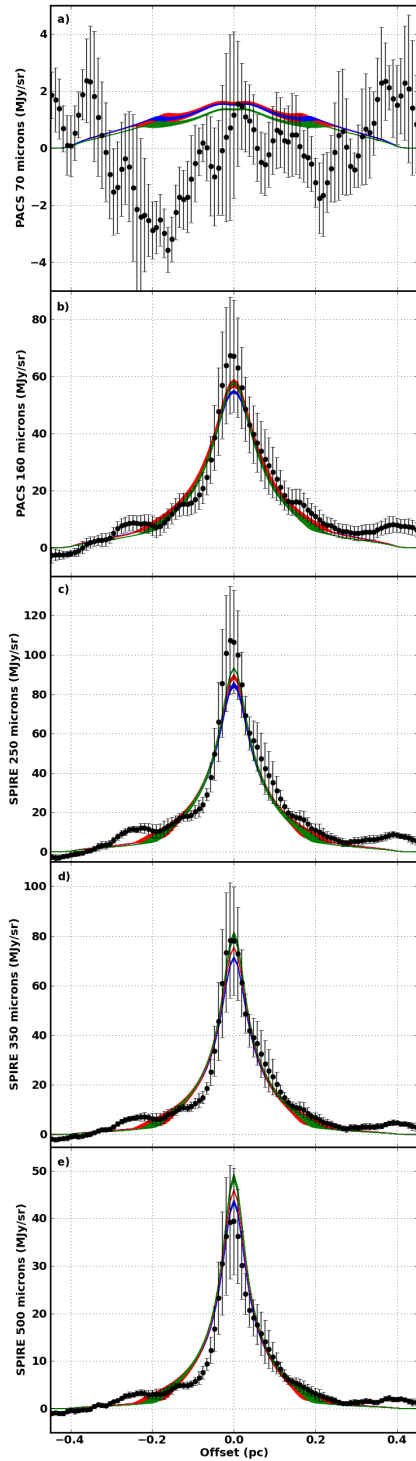 a)
4
2
0
−2
−4
PACS 70 microns (MJy/sr)
b)
80
60
40
20
0
PACS 160 microns (MJy/sr)
c)
120
100
80
60
40
20
0
SPIRE 250 microns (MJy/sr)
d)
100
80
60
40
20
0
SPIRE 350 microns (MJy/sr)
e)
50
40
30
20
10
0
SPIRE 500 microns (MJy/sr)
−0.4 −0.2 0.0 0.2 0.4
Offset (pc)